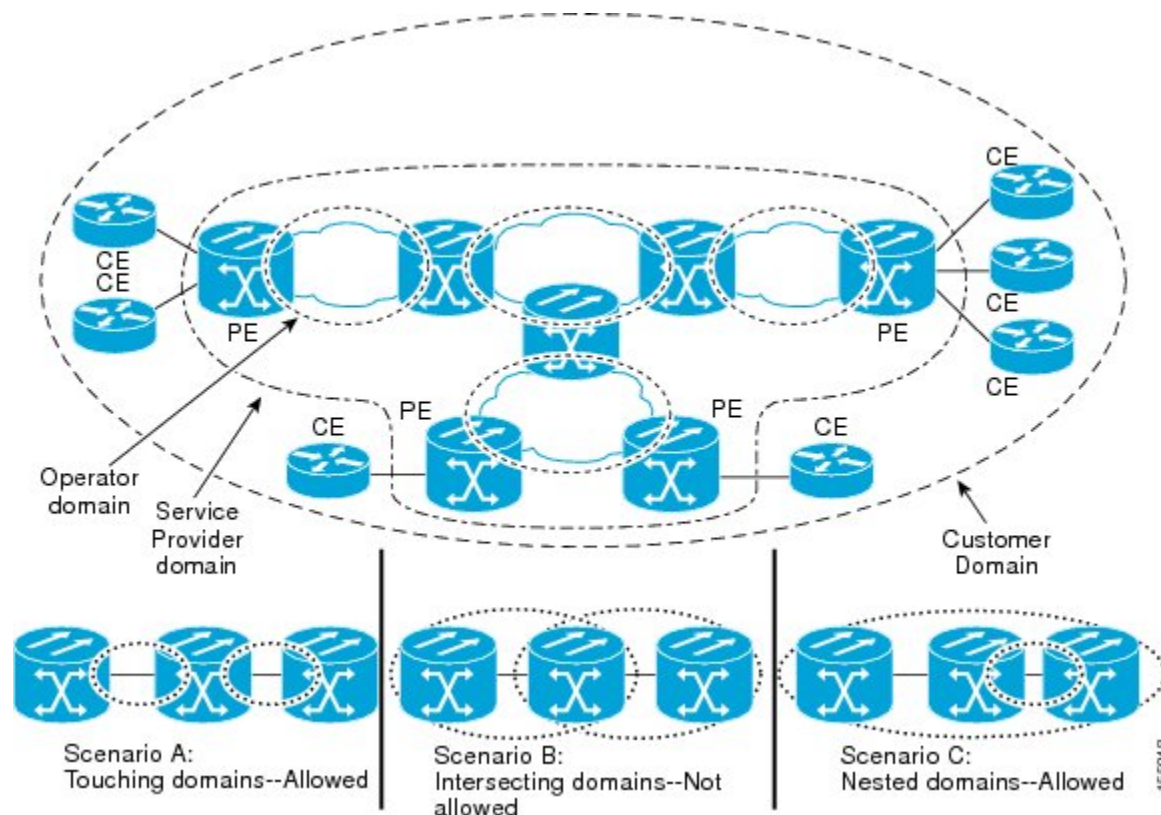 CE
CE
CE
PE
CE
PE
CE
PE
PE
CE
CE
Operator
domain
Service
Provider
domain
Customer
Domain
Scenario A:
Touching domains--Allowed
Scenario B:
Intersecting domains--Not
allowed
Scenario C:
Nested domains--Allowed